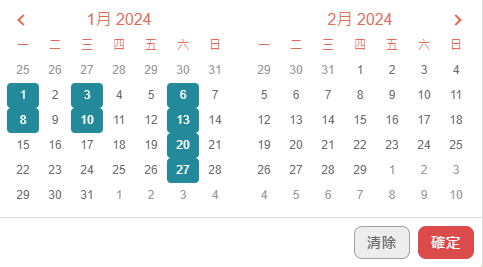 1月 2024
一 二 三 四 五 六 日
25 26 27 28 29 30 31
1 2 3 4 5 6 7
8 9 10 11 12 13 14
15 16 17 18 19 20 21
22 23 24 25 26 27 28
29 30 31 1 2 3 4
2月 2024
一 二 三 四 五 六 日
29 30 31 1 2 3 4
5 6 7 8 9 10 11
12 13 14 15 16 17 18
19 20 21 22 23 24 25
26 27 28 29 1 2 3
4 5 6 7 8 9 10
清除 確定